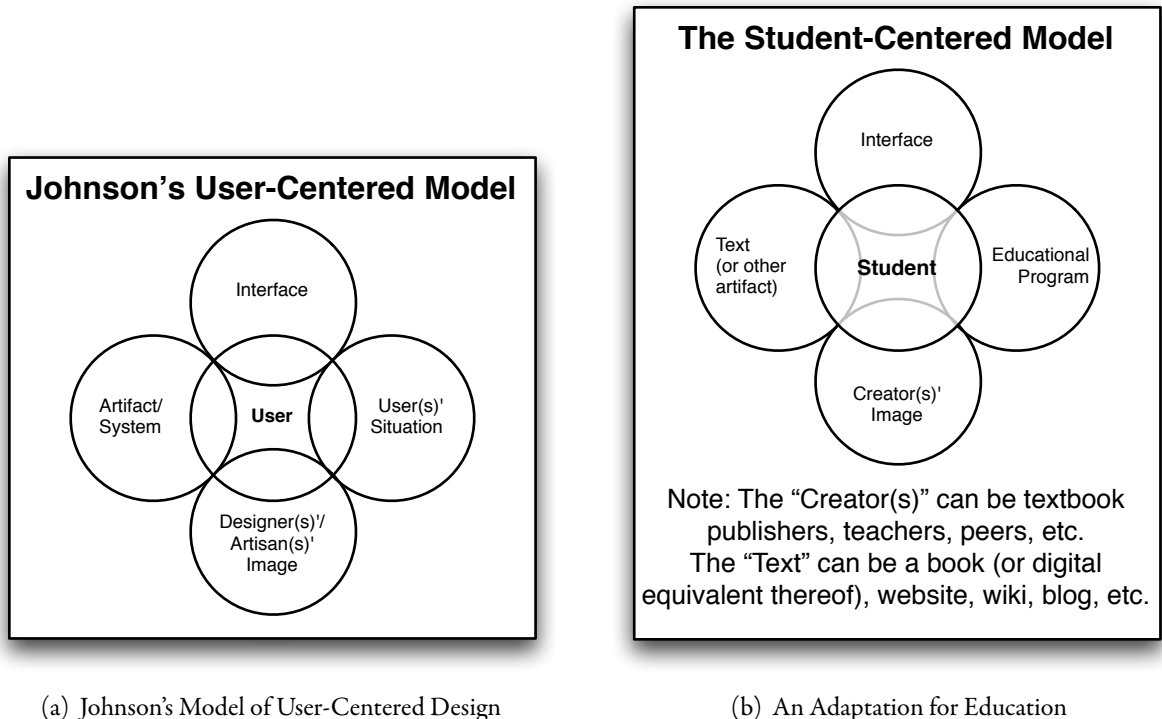 Johnson's User-Centered Model
Interface
Artifact/
System
User
User(s)'
Situation
Designer(s)'/
Artisan(s)'
Image
(a) Johnson's Model of User-Centered Design
The Student-Centered Model
Interface
Text
(or other
artifact)
Student
Educational
Program
Creator(s)'
Image
Note: The “Creator(s)” can be textbook
publishers, teachers, peers, etc.
The “Text” can be a book (or digital
equivalent thereof), website, wiki, blog, etc.
(b) An Adaptation for Education